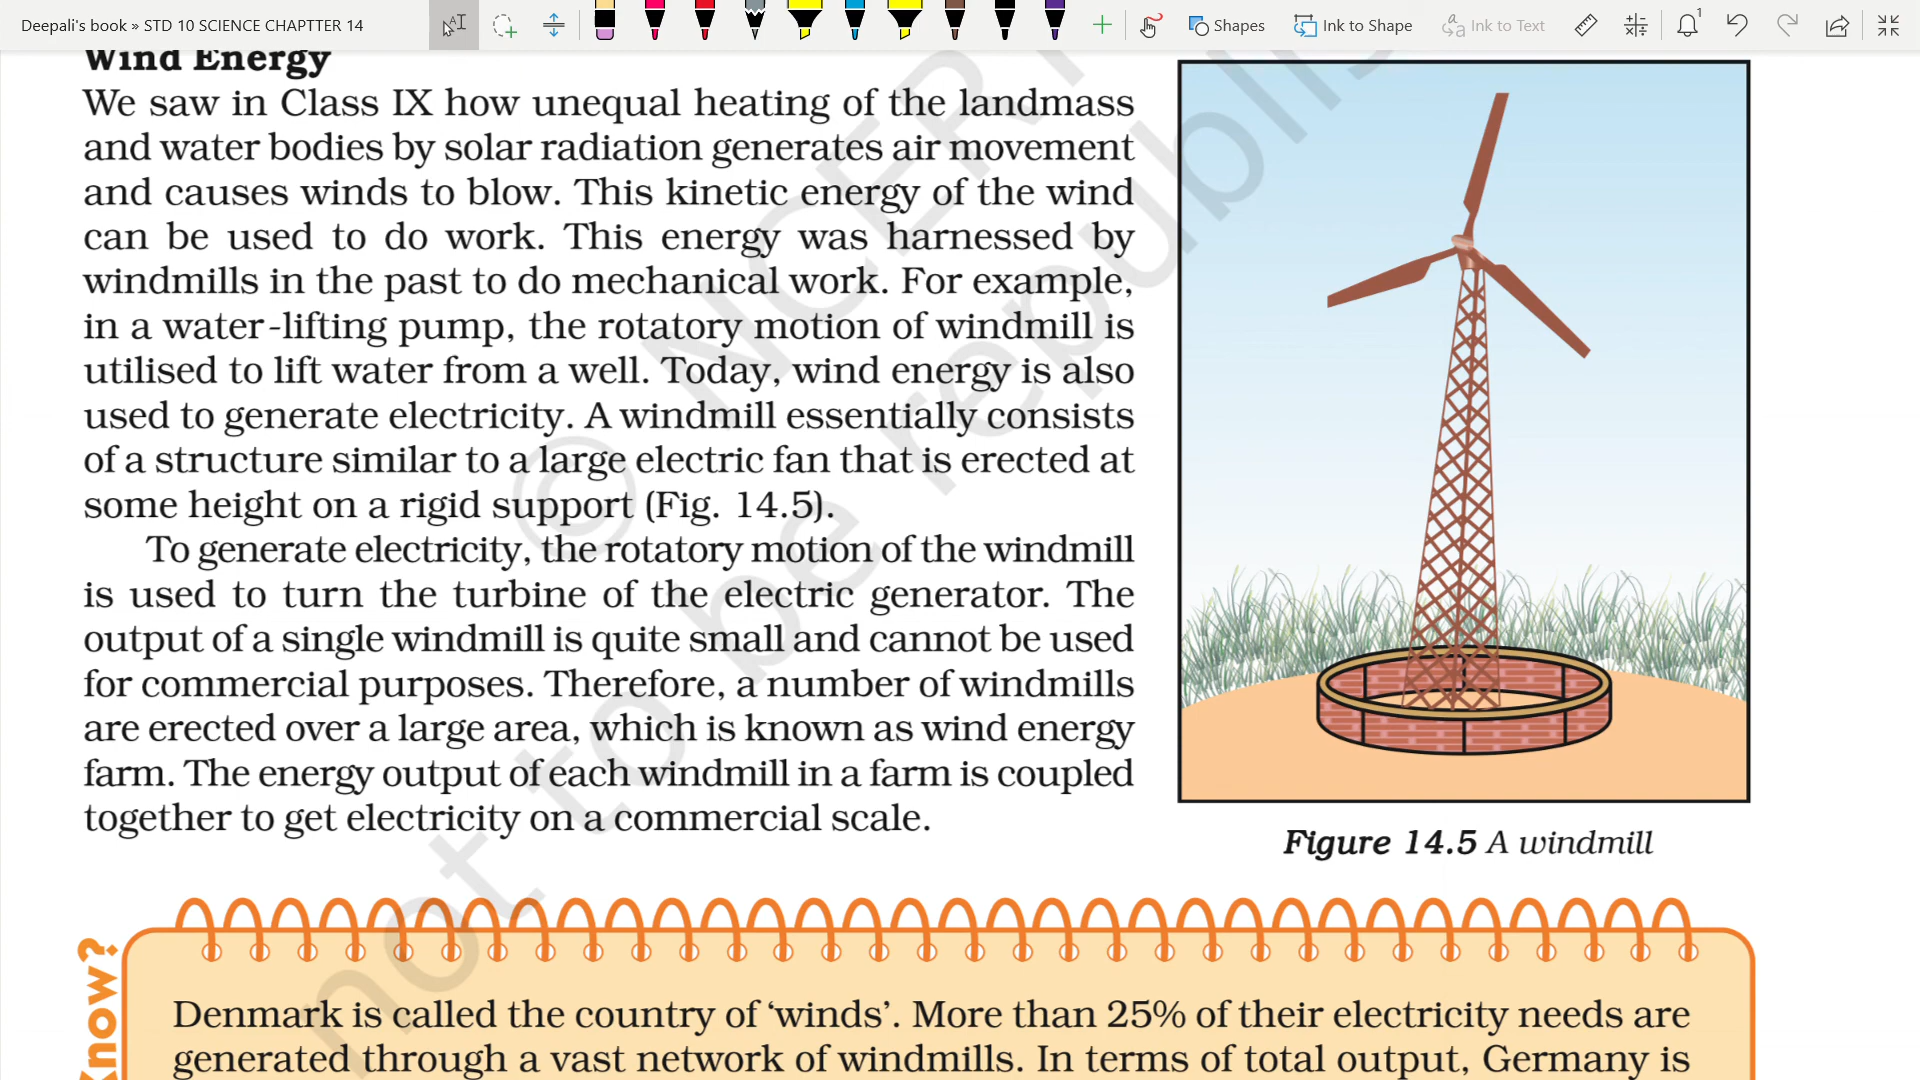 Deepali's book » STD 10 SCIENCE CHAPTTER 14
Shapes
Ink to Shape
Ink to Text
1
Wind Energy
We saw in Class IX how unequal heating of the landmass
and water bodies by solar radiation generates air movement
and causes winds to blow. This kinetic energy of the wind
can be used to do work. This energy was harnessed by
windmills in the past to do mechanical work. For example,
in a water-lifting pump, the rotatory motion of windmill is
utilised to lift water from a well. Today, wind energy is also
used to generate electricity. A windmill essentially consists
of a structure similar to a large electric fan that is erected at
some height on a rigid support (Fig. 14.5).
To generate electricity, the rotatory motion of the windmill
is used to turn the turbine of the electric generator. The
output of a single windmill is quite small and cannot be used
for commercial purposes. Therefore, a number of windmills
are erected over a large area, which is known as wind energy
farm. The energy output of each windmill in a farm is coupled
together to get electricity on a commercial scale.
Figure 14.5 A windmill
© NCER
not to be republis
Know?
Denmark is called the country of ‘winds’. More than 25% of their electricity needs are
generated through a vast network of windmills. In terms of total output, Germany is